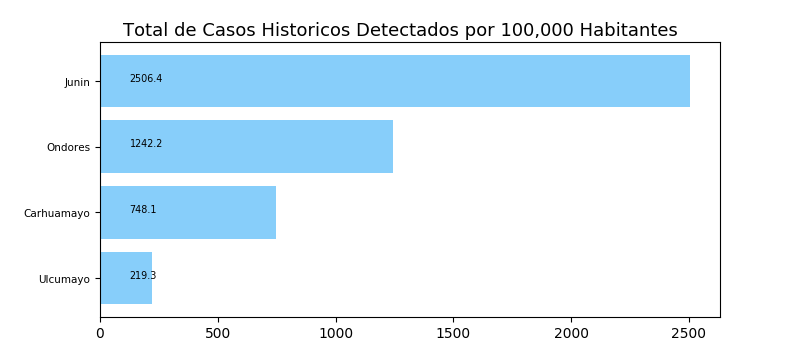 Total de Casos Historicos Detectados por 100,000 Habitantes
Junin
2506.4
Ondores
1242.2
Carhuamayo
748.1
Ulcumayo
219.3
0 500 1000 1500 2000 2500